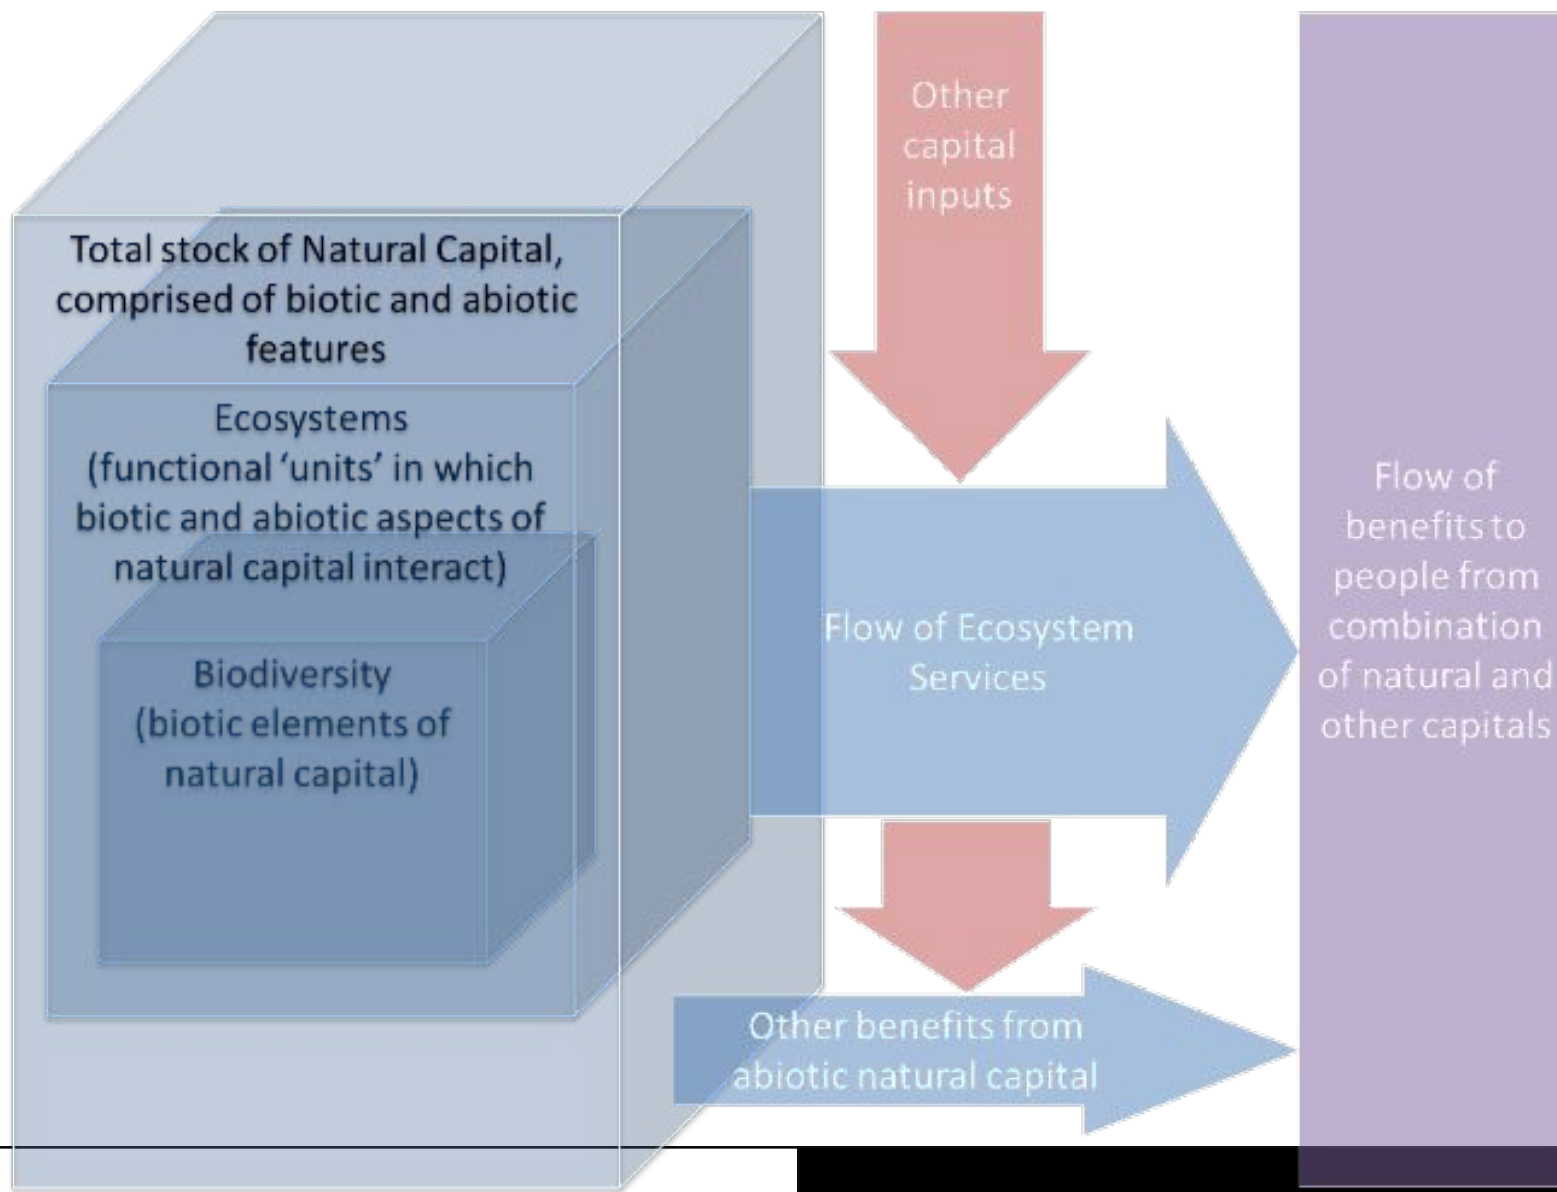 Total stock of Natural Capital,
comprised of biotic and abiotic
features
Ecosystems
(functional ‘units’ in which
biotic and abiotic aspects of
natural capital interact)
Biodiversity
(biotic elements of
natural capital)
Other
capital
inputs
Flow of Ecosystem
Services
Other benefits from
abiotic natural capital
Flow of
benefits to
people from
combination
of natural and
other capitals